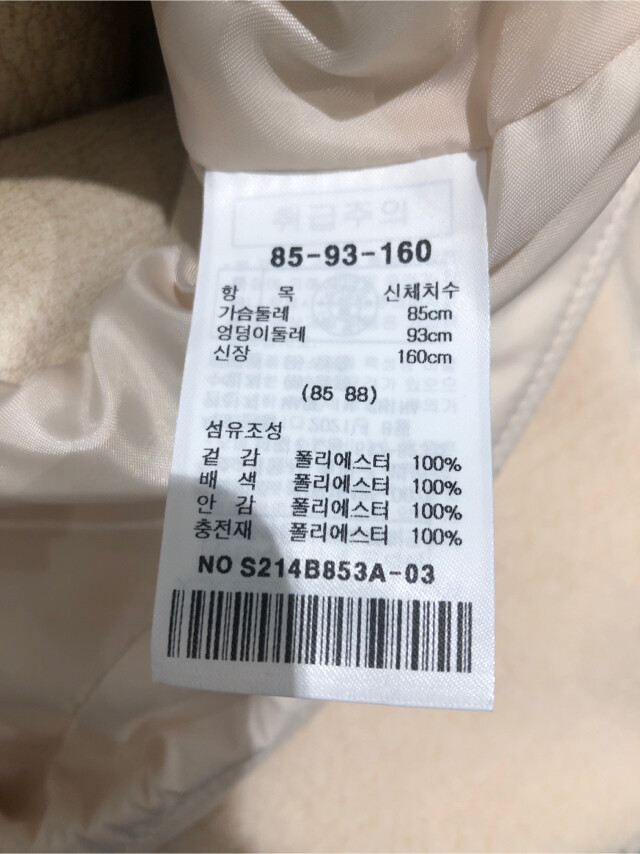 85-93-160
항 목 신체치수
가슴둘레 85cm
엉덩이둘레 93cm
신장 160cm
(85 88)
섬유조성
겉 감 폴리에스터 100%
배 색 폴리에스터 100%
안 감 폴리에스터 100%
충전재 폴리에스터 100%
NO S214B853A-03